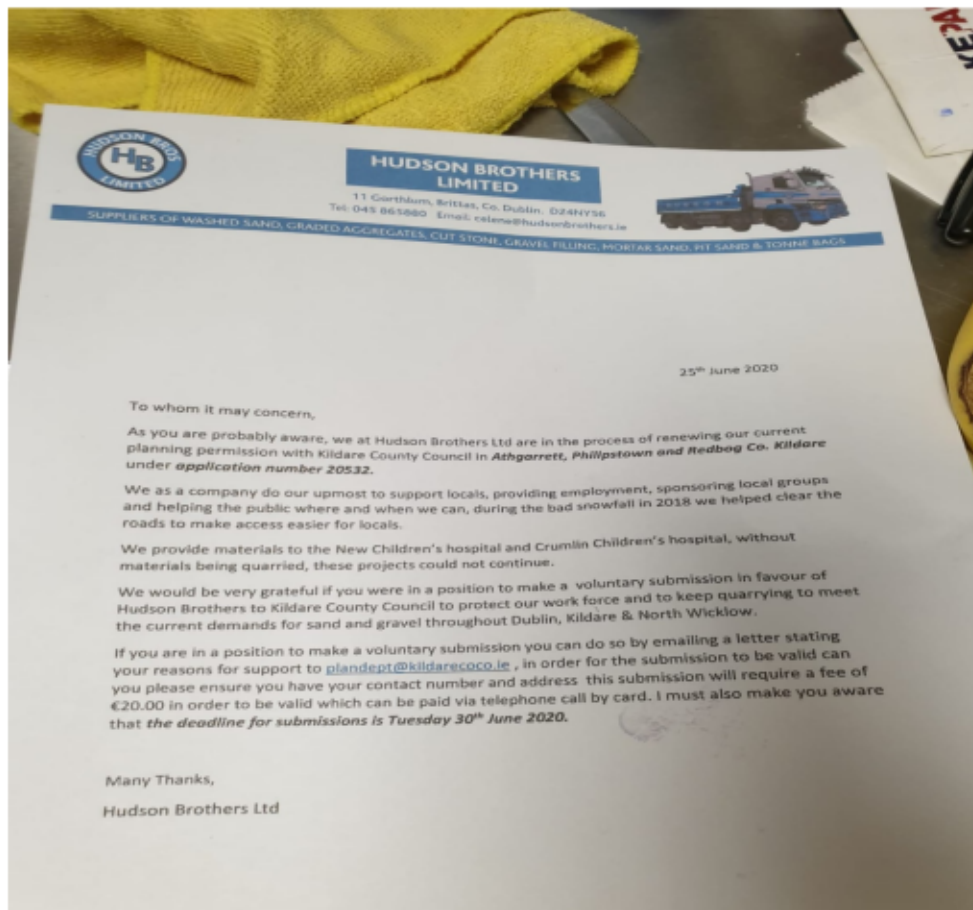 HUDSON BROS
HB
LIMITED
HUDSON BROTHERS
LIMITED
11 Gorthlum, Brittas, Co. Dublin. D24NY56
Tel: 045 865880 Email: celene@hudsonbrothers.ie
SUPPLIERS OF WASHED SAND, GRADED AGGREGATES, CUT STONE, GRAVEL FILLING, MORTAR SAND, PIT SAND & TONNE BAGS
25th June 2020
To whom it may concern,
As you are probably aware, we at Hudson Brothers Ltd are in the process of renewing our current
planning permission with Kildare County Council in Athgarrett, Philipstown and Redbog Co. Kildare
under application number 20532.
We as a company do our upmost to support locals, providing employment, sponsoring local groups
and helping the public where and when we can, during the bad snowfall in 2018 we helped clear the
roads to make access easier for locals.
We provide materials to the New Children's hospital and Crumlin Children's hospital, without
materials being quarried, these projects could not continue.
We would be very grateful if you were in a position to make a voluntary submission in favour of
Hudson Brothers to Kildare County Council to protect our work force and to keep quarrying to meet
the current demands for sand and gravel throughout Dublin, Kildare & North Wicklow.
If you are in a position to make a voluntary submission you can do so by emailing a letter stating
your reasons for support to plandept@kildarecoco.ie , in order for the submission to be valid can
you please ensure you have your contact number and address this submission will require a fee of
€20.00 in order to be valid which can be paid via telephone call by card. I must also make you aware
that the deadline for submissions is Tuesday 30th June 2020.
Many Thanks,
Hudson Brothers Ltd